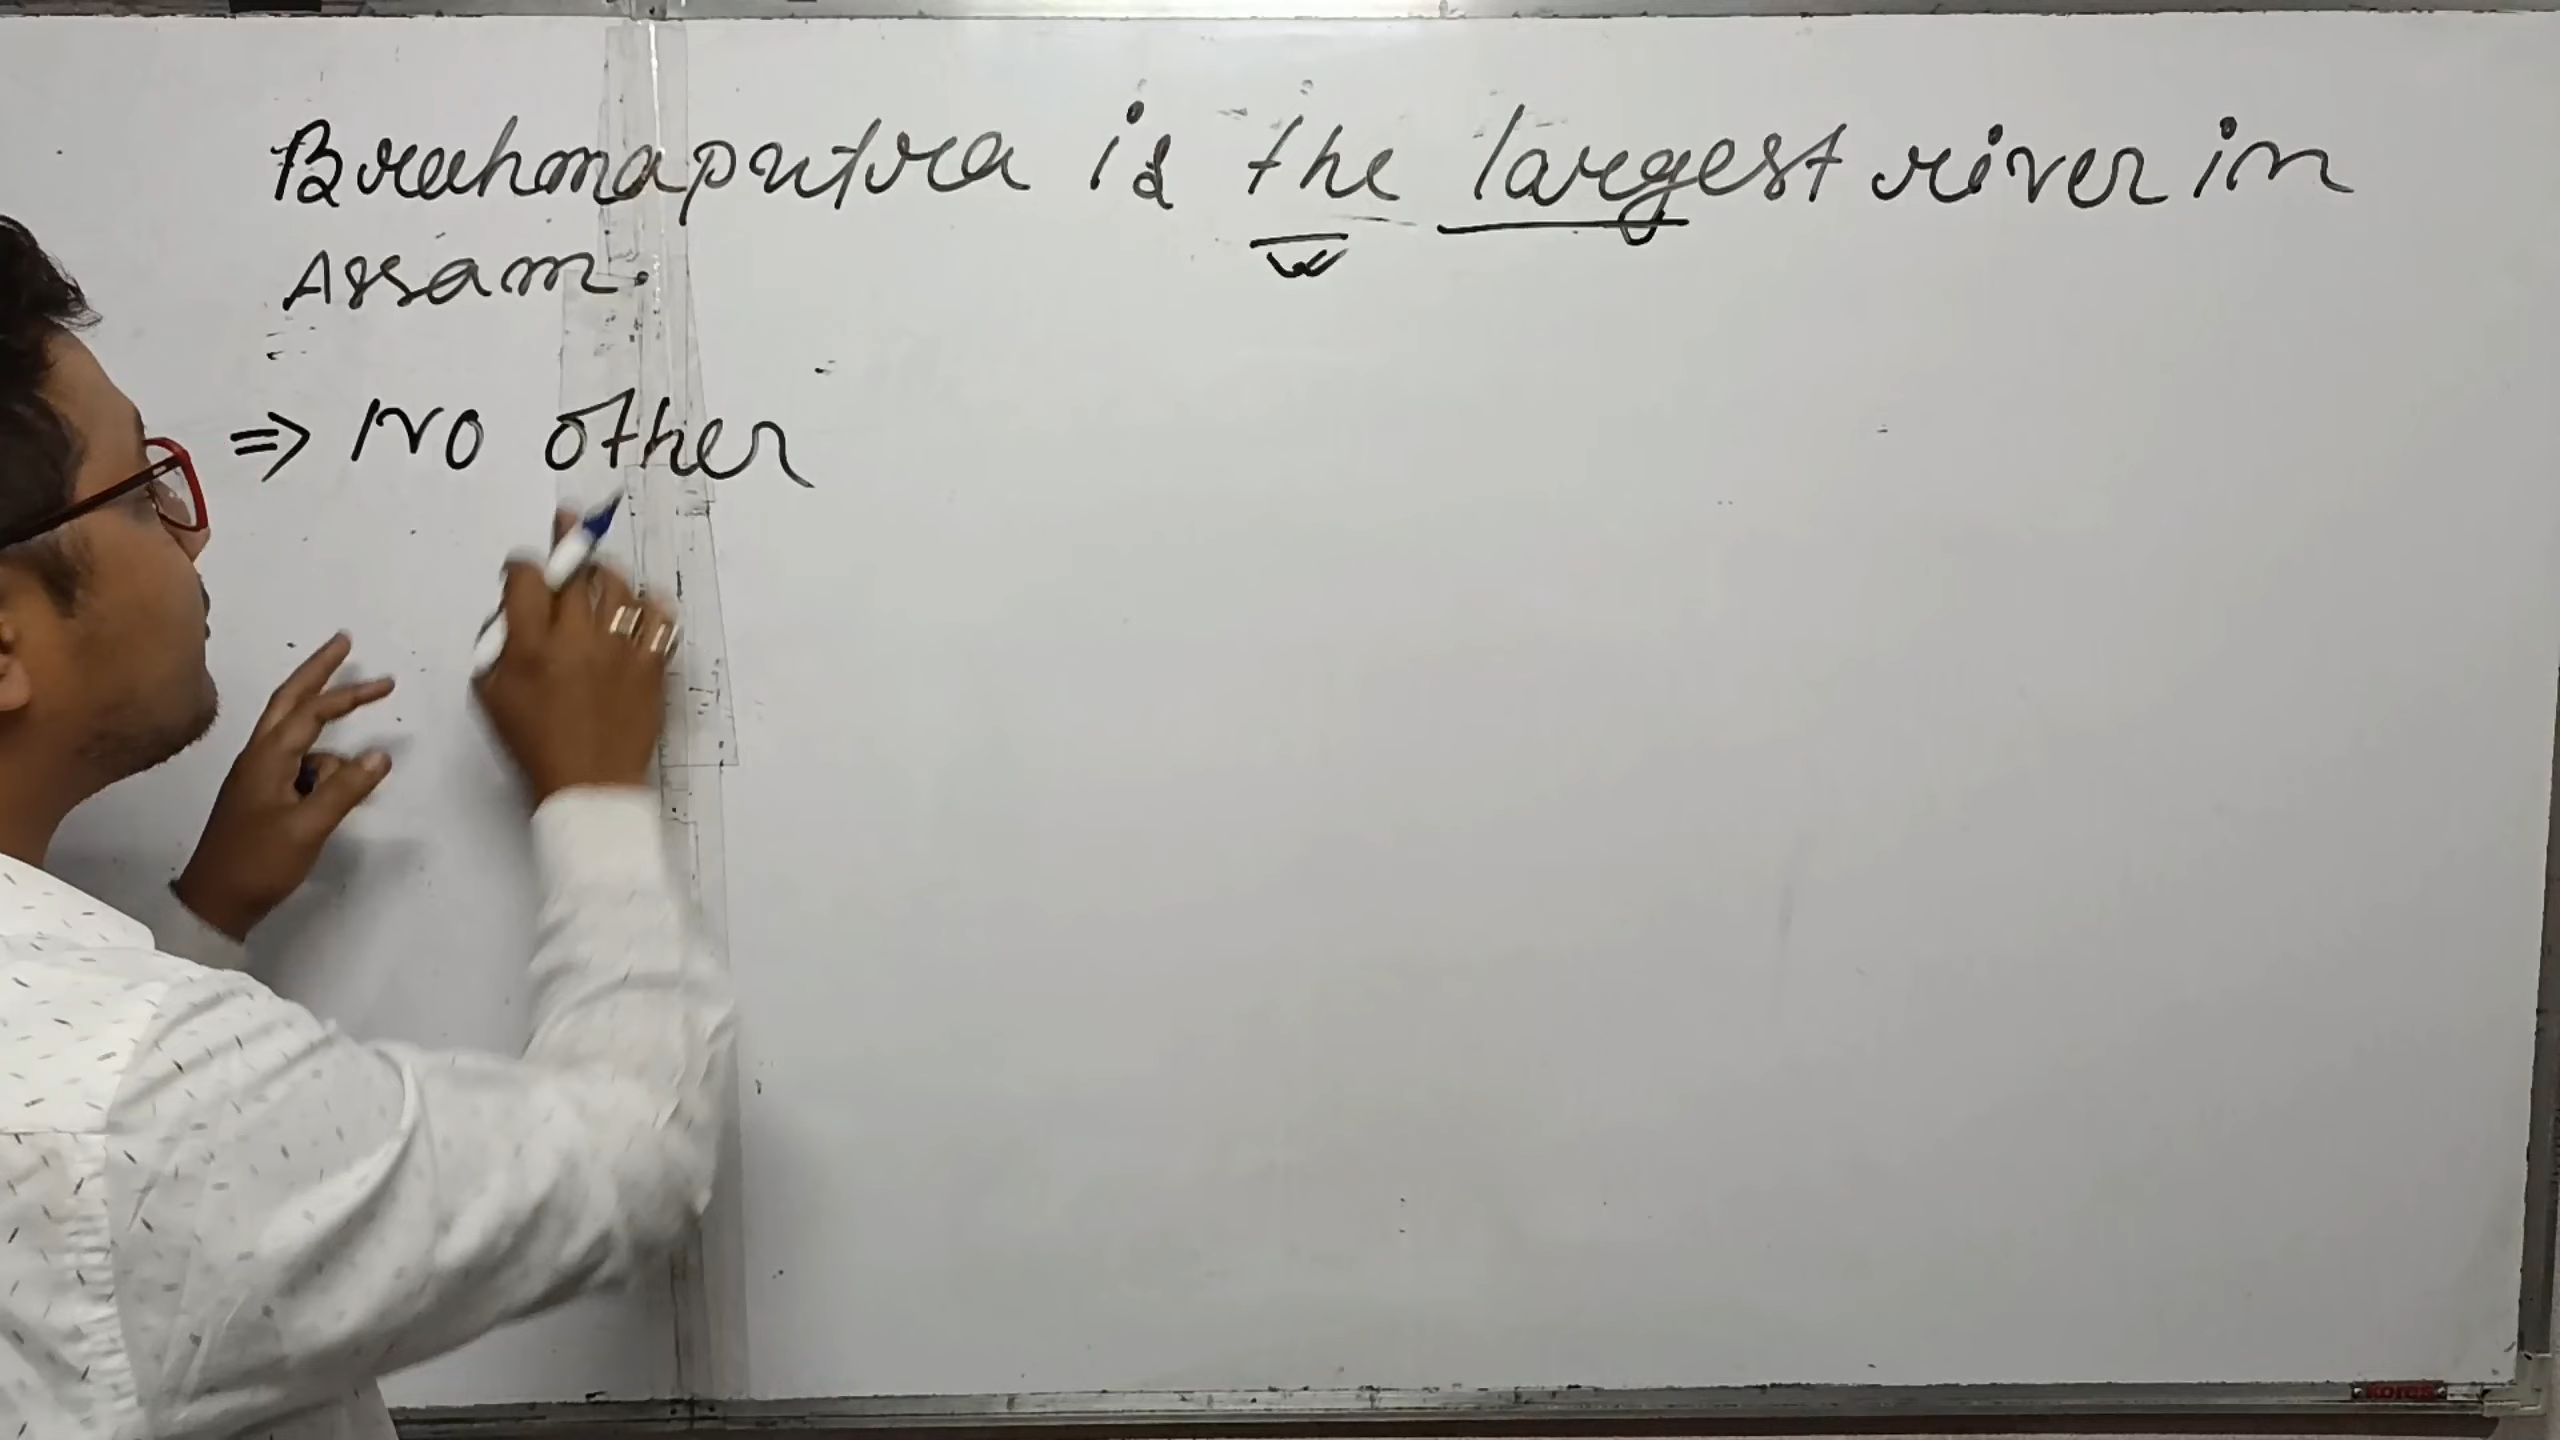 Brahmaputra is the largest river in
Assam.
⇒ No other